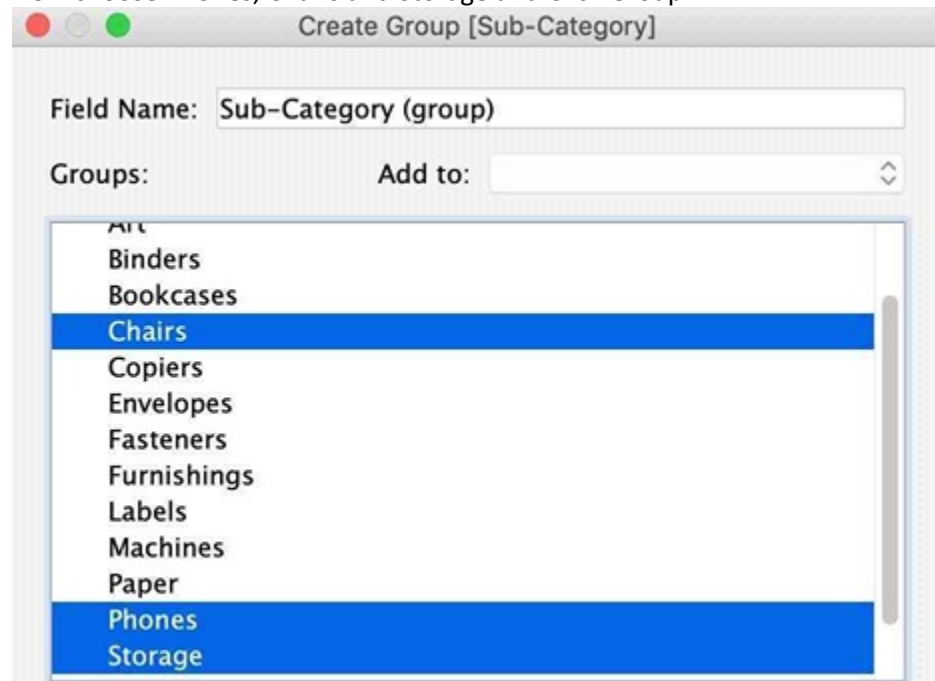 Create Group [Sub-Category]
Field Name: Sub-Category (group)
Groups: Add to:
Art
Binders
Bookcases
Chairs
Copiers
Envelopes
Fasteners
Furnishings
Labels
Machines
Paper
Phones
Storage